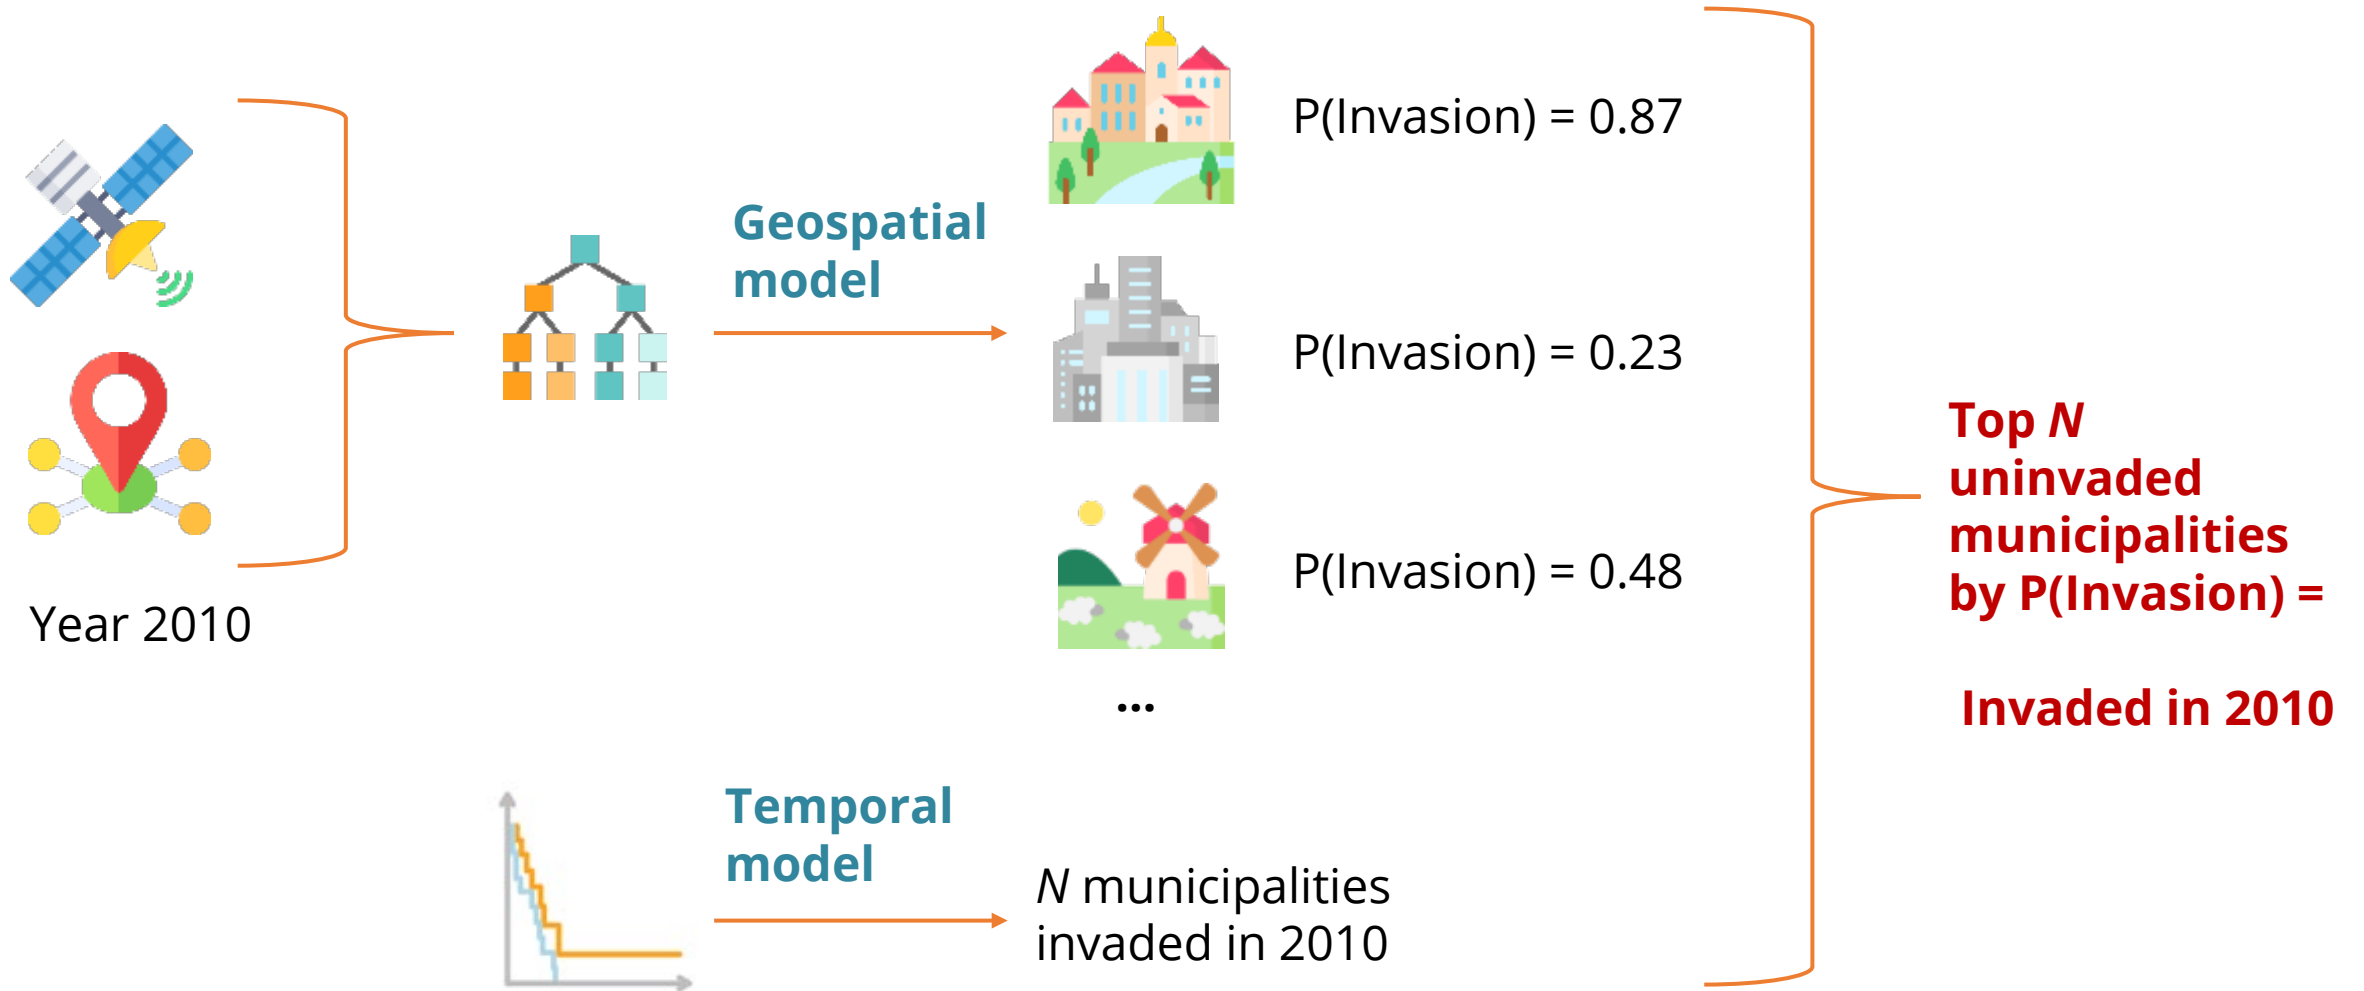 Year 2010
Geospatial
model
P(Invasion) = 0.87
P(Invasion) = 0.23
P(Invasion) = 0.48
...
Temporal
model
N municipalities
invaded in 2010
Top N
uninvaded
municipalities
by P(Invasion) =
Invaded in 2010